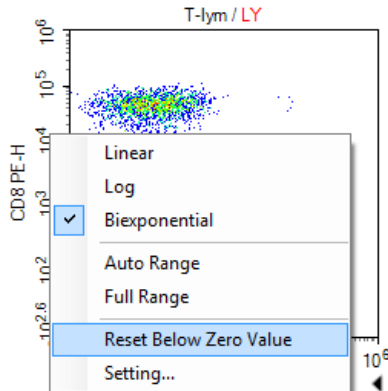 T-lym / LY
10^6
10^5
10^4
CD8 PE-H
10^3
10^2
10^2.6
Linear
Log
Biexponential
Auto Range
Full Range
Reset Below Zero Value
Setting...
10^6